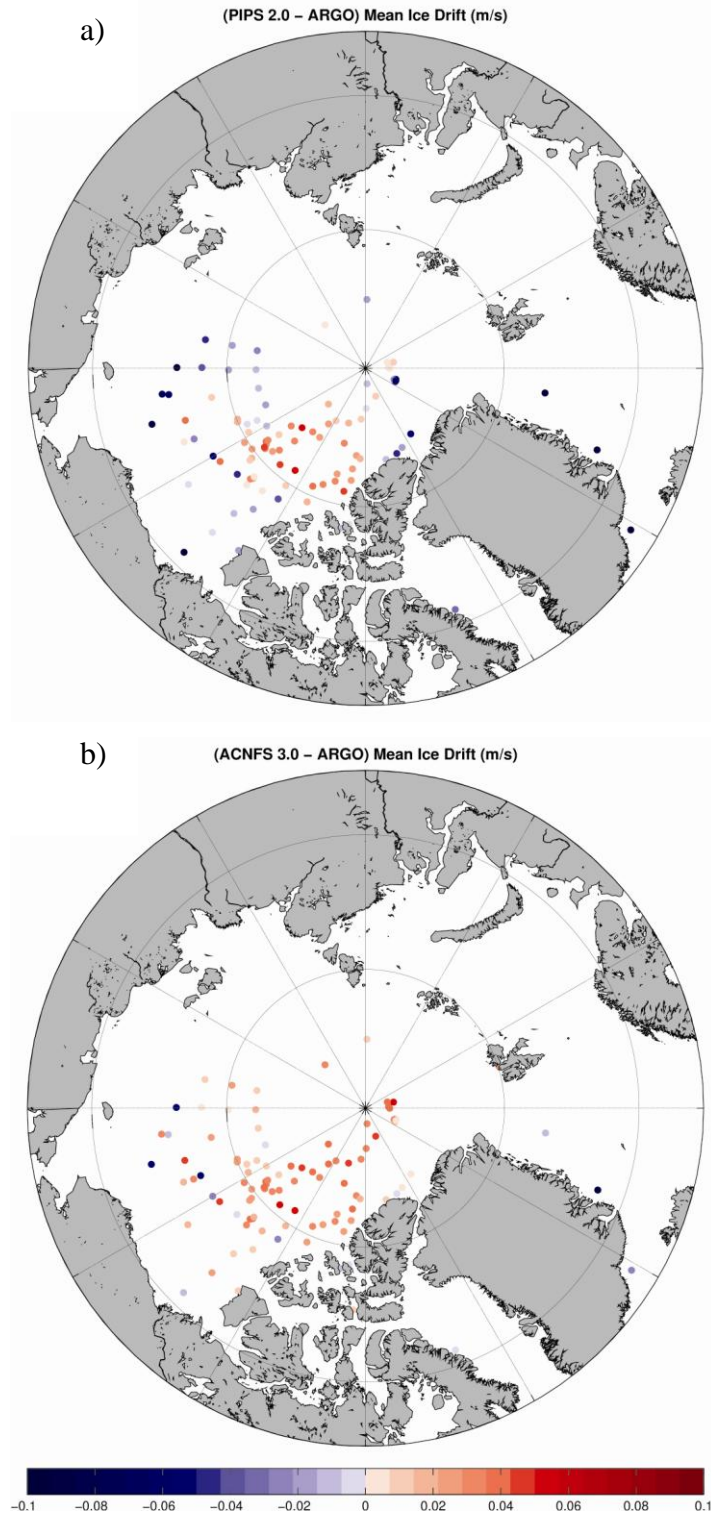 a)
(PIPS 2.0 − ARGO) Mean Ice Drift (m/s)
b)
(ACNFS 3.0 − ARGO) Mean Ice Drift (m/s)
−0.1 −0.08 −0.06 −0.04 −0.02 0 0.02 0.04 0.06 0.08 0.1